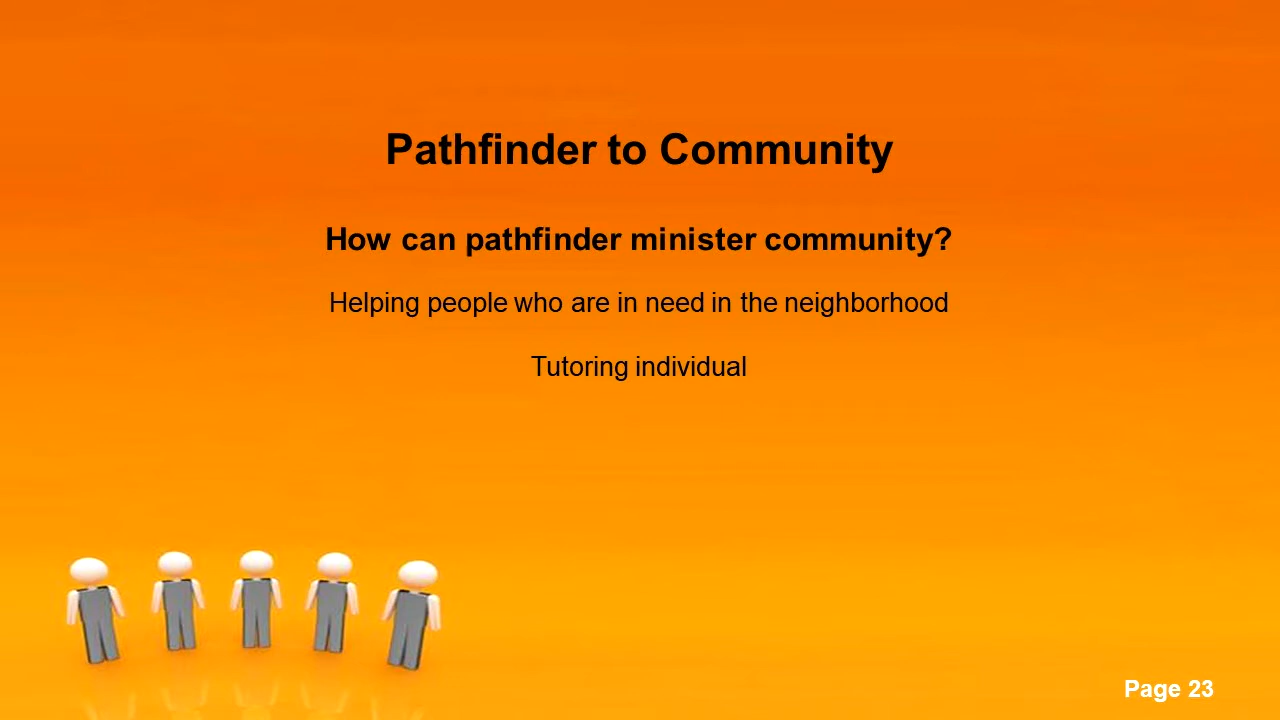 Pathfinder to Community
How can pathfinder minister community?
Helping people who are in need in the neighborhood
Tutoring individual
Page 23